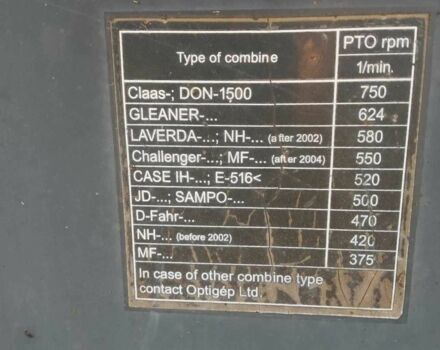 Type of combine
PTO rpm
1/min.
Claas-; DON-1500 750
GLEANER-... 624
LAVERDA-...; NH-... (after 2002) 580
Challenger-...; MF-... (after 2004) 550
CASE IH-...; E-516< 520
JD-...; SAMPO-... 500
D-Fahr-... 470
NH-... (before 2002) 420
MF-... 375
In case of other combine type
contact Optigép Ltd.